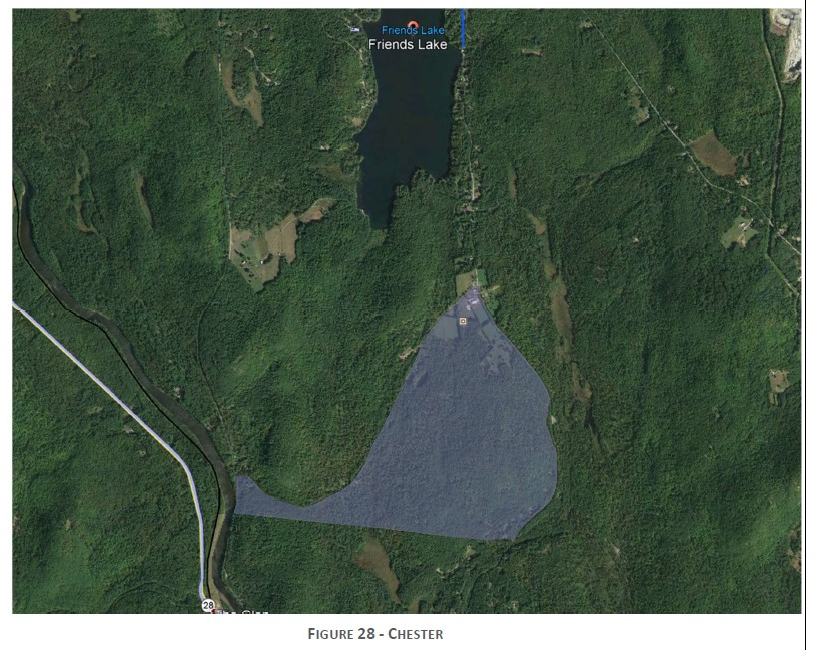 Friends Lake
Friends Lake
28
FIGURE 28 - CHESTER